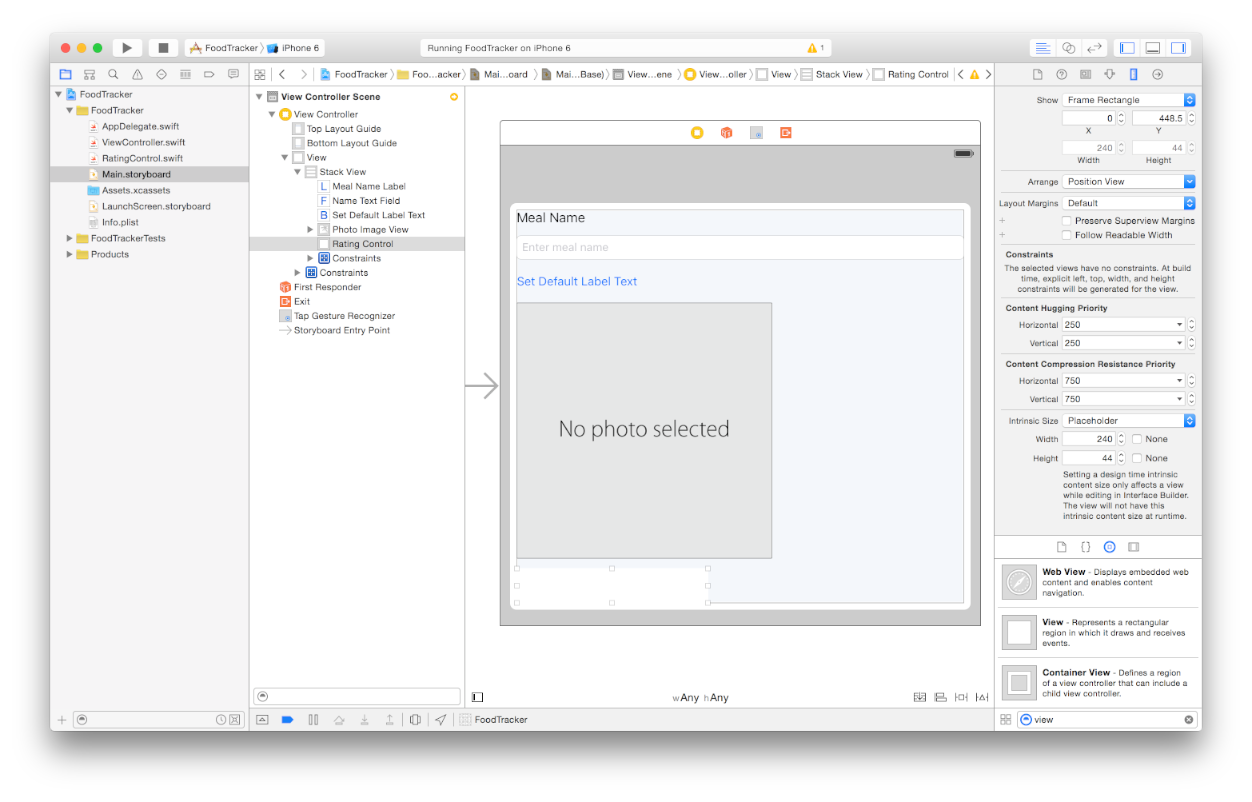 FoodTracker iPhone 6
Running FoodTracker on iPhone 6
1
FoodTracker Foo...acker) Mai...oard Mai...Base) View...ene View...oller View Stack View Rating Control
FoodTracker
FoodTracker
AppDelegate.swift
ViewController.swift
RatingControl.swift
Main.storyboard
Assets.xcassets
LaunchScreen.storyboard
Info.plist
FoodTrackerTests
Products
View Controller Scene
View Controller
Top Layout Guide
Bottom Layout Guide
View
Stack View
L Meal Name Label
F Name Text Field
B Set Default Label Text
Photo Image View
Rating Control
Constraints
Constraints
First Responder
Exit
Tap Gesture Recognizer
Storyboard Entry Point
Meal Name
Enter meal name
Set Default Label Text
No photo selected
wAny hAny
FoodTracker
Show Frame Rectangle
0 448.5
X Y
240 44
Width Height
Arrange Position View
Layout Margins Default
Preserve Superview Margins
Follow Readable Width
Constraints
The selected views have no constraints. At build
time, explicit left, top, width, and height
constraints will be generated for the view.
Content Hugging Priority
Horizontal 250
Vertical 250
Content Compression Resistance Priority
Horizontal 750
Vertical 750
Intrinsic Size Placeholder
Width 240 None
Height 44 None
Setting a design time intrinsic
content size only affects a view
while editing in Interface Builder.
The view will not have this
intrinsic content size at runtime.
Web View - Displays embedded web
content and enables content
navigation.
View - Represents a rectangular
region in which it draws and receives
events.
Container View - Defines a region
of a view controller that can include a
child view controller.
view